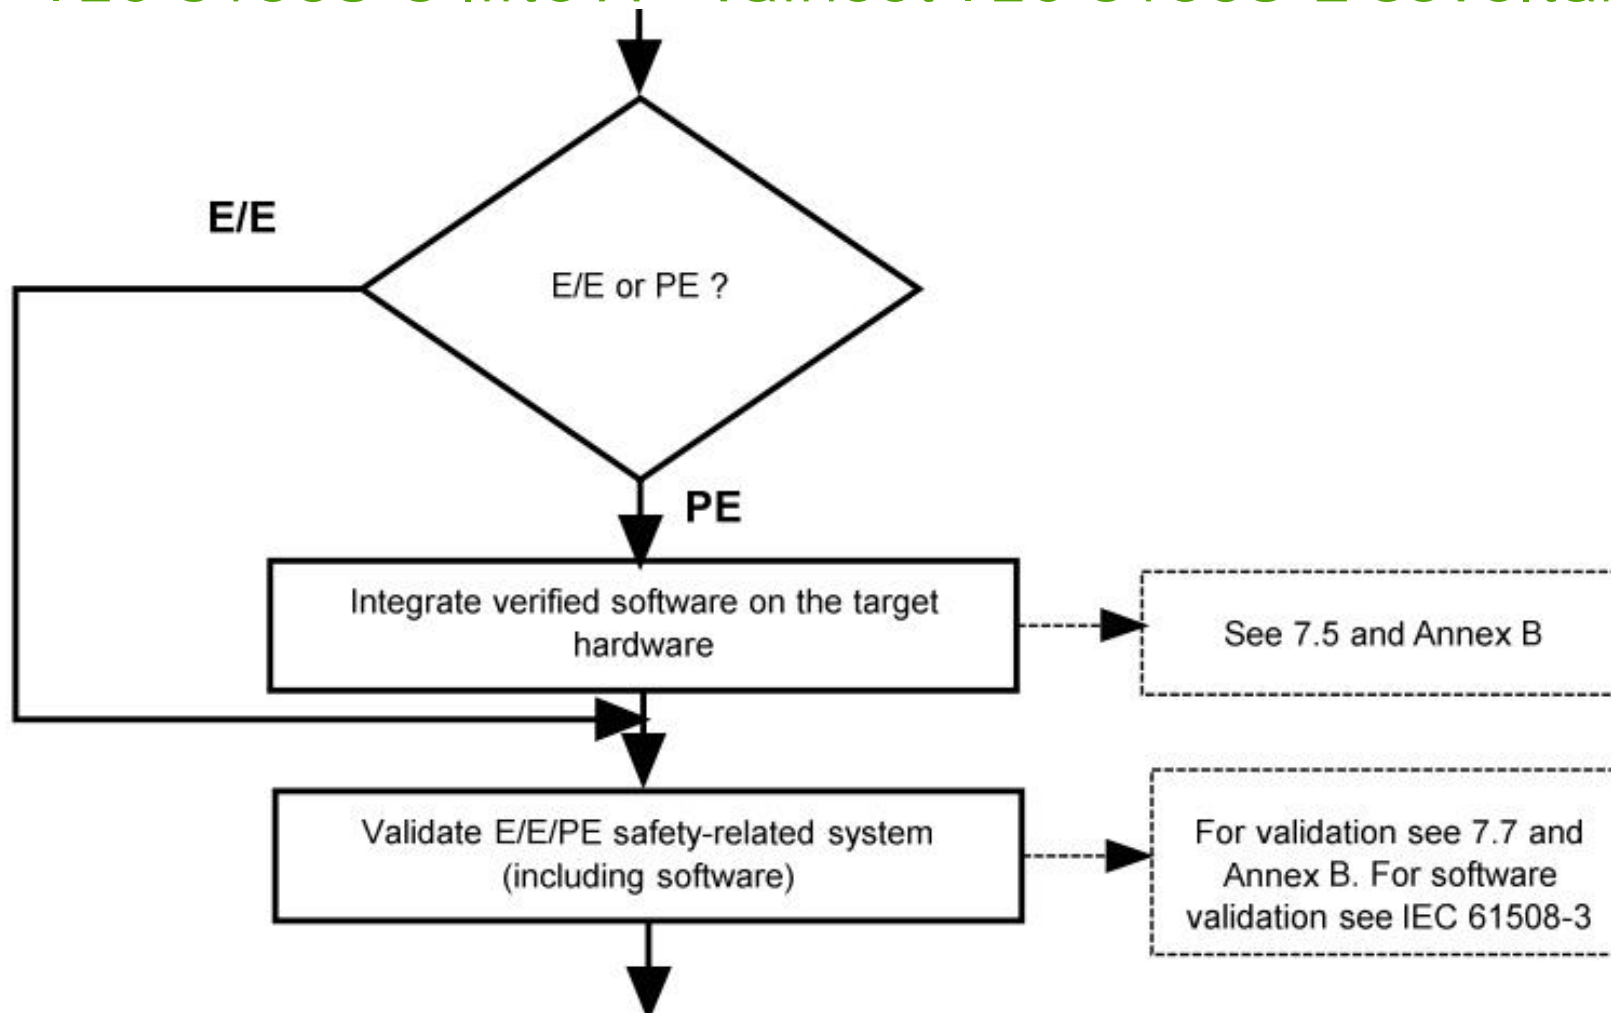 E/E
E/E or PE ?
PE
Integrate verified software on the target
hardware
See 7.5 and Annex B
Validate E/E/PE safety-related system
(including software)
For validation see 7.7 and
Annex B. For software
validation see IEC 61508-3